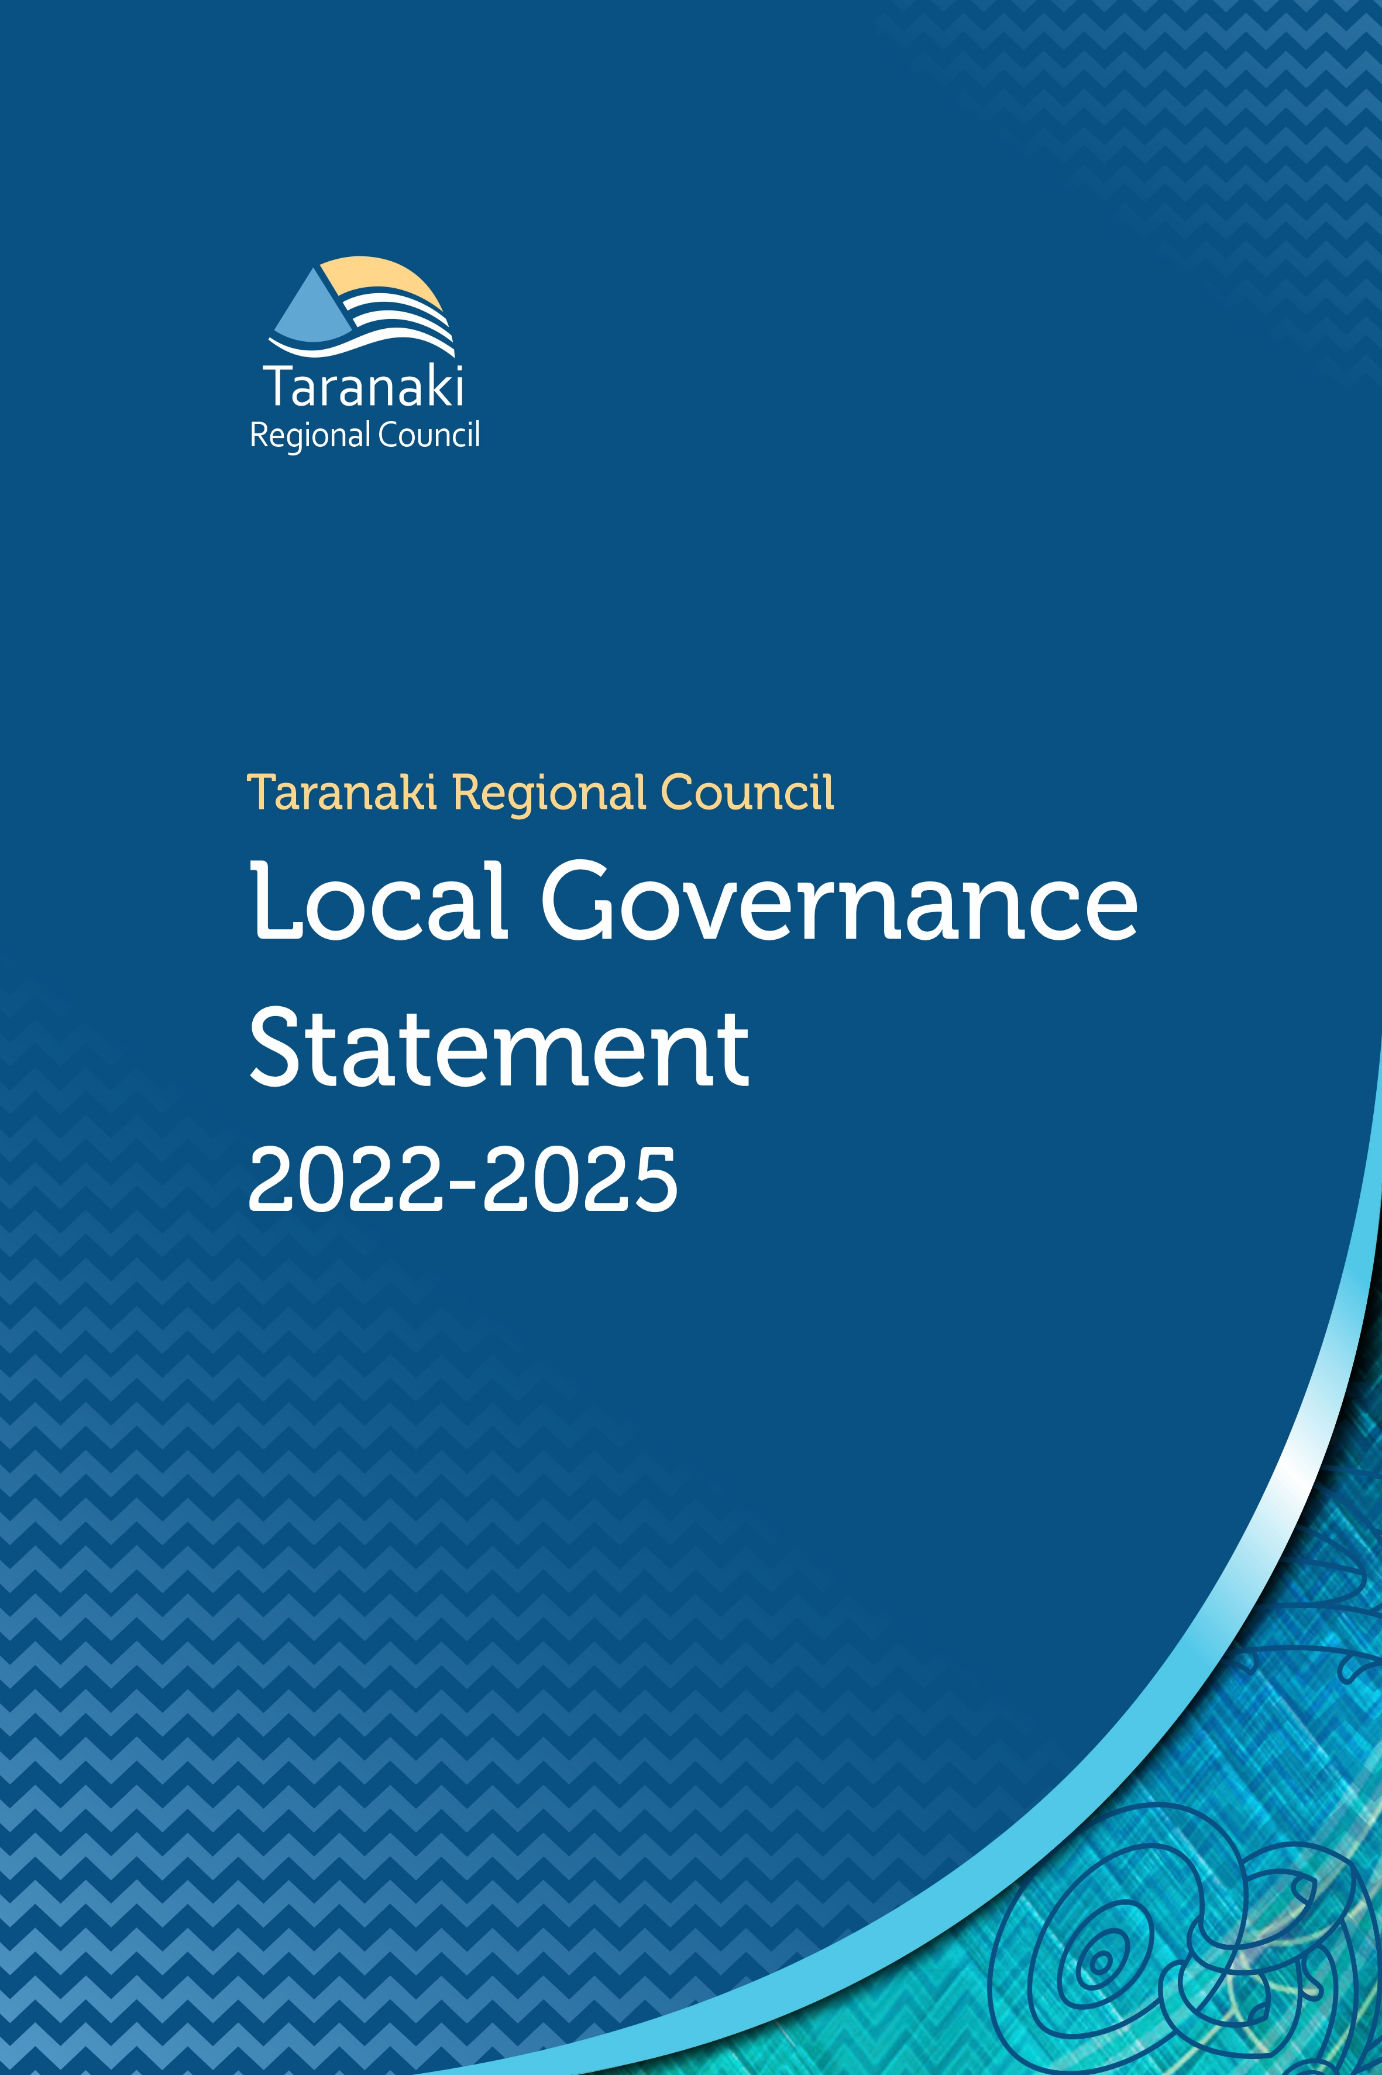 Taranaki
Regional Council
Taranaki Regional Council
Local Governance
Statement
2022-2025